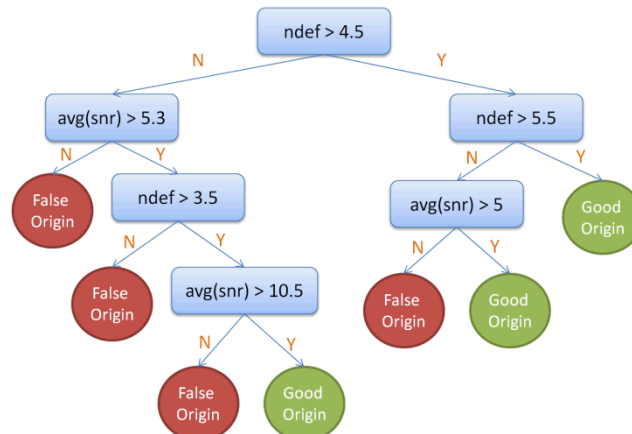 ndef > 4.5
N
Y
avg(snr) > 5.3
ndef > 5.5
N
Y
N
Y
False
Origin
ndef > 3.5
avg(snr) > 5
Good
Origin
N
Y
N
Y
False
Origin
avg(snr) > 10.5
False
Origin
Good
Origin
N
Y
False
Origin
Good
Origin